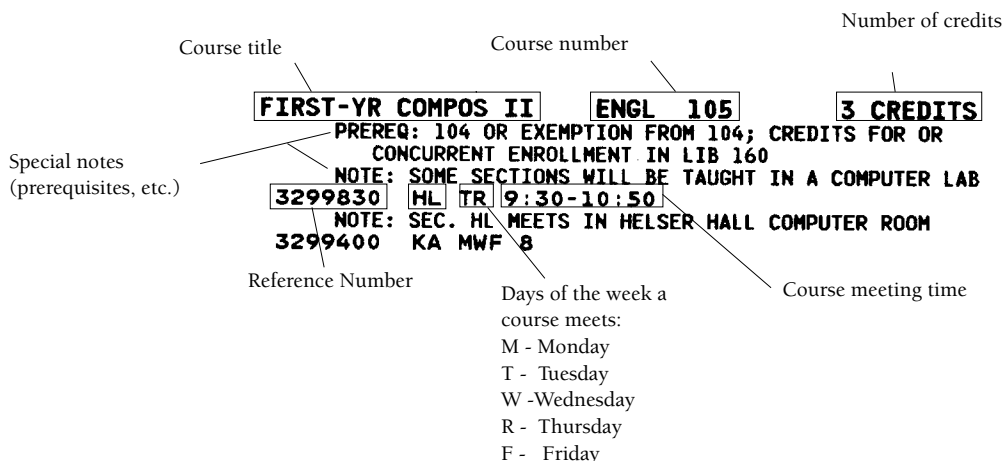 Number of credits
Course title
Course number
FIRST-YR COMPOS II ENGL 105 3 CREDITS
PREREQ: 104 OR EXEMPTION FROM 104; CREDITS FOR OR
CONCURRENT ENROLLMENT IN LIB 160
Special notes
(prerequisites, etc.)
NOTE: SOME SECTIONS WILL BE TAUGHT IN A COMPUTER LAB
3299830 HL TR 9:30-10:50
NOTE: SEC. HL MEETS IN HELSER HALL COMPUTER ROOM
3299400 KA MWF 8
Reference Number
Days of the week a
course meets:
M - Monday
T - Tuesday
W -Wednesday
R - Thursday
F - Friday
Course meeting time